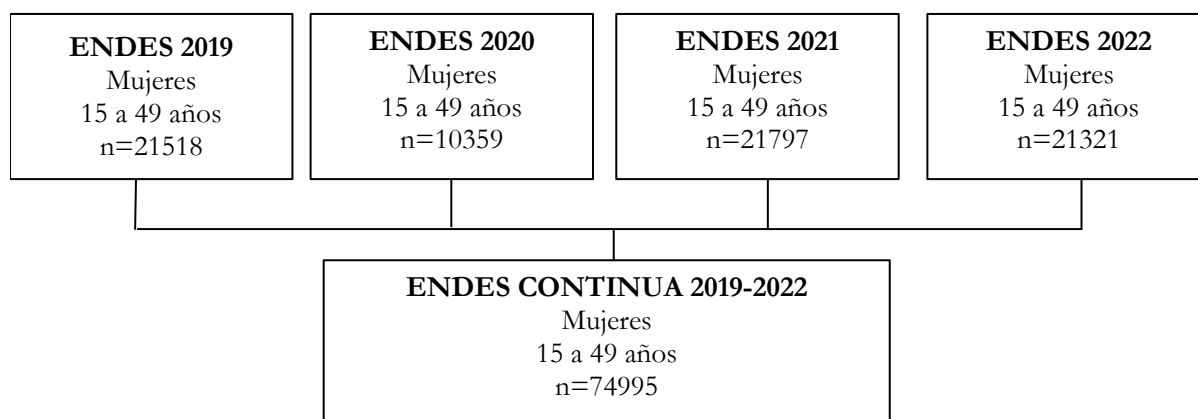 ENDES 2019
Mujeres
15 a 49 años
n=21518
ENDES 2020
Mujeres
15 a 49 años
n=10359
ENDES 2021
Mujeres
15 a 49 años
n=21797
ENDES 2022
Mujeres
15 a 49 años
n=21321
ENDES CONTINUA 2019-2022
Mujeres
15 a 49 años
n=74995